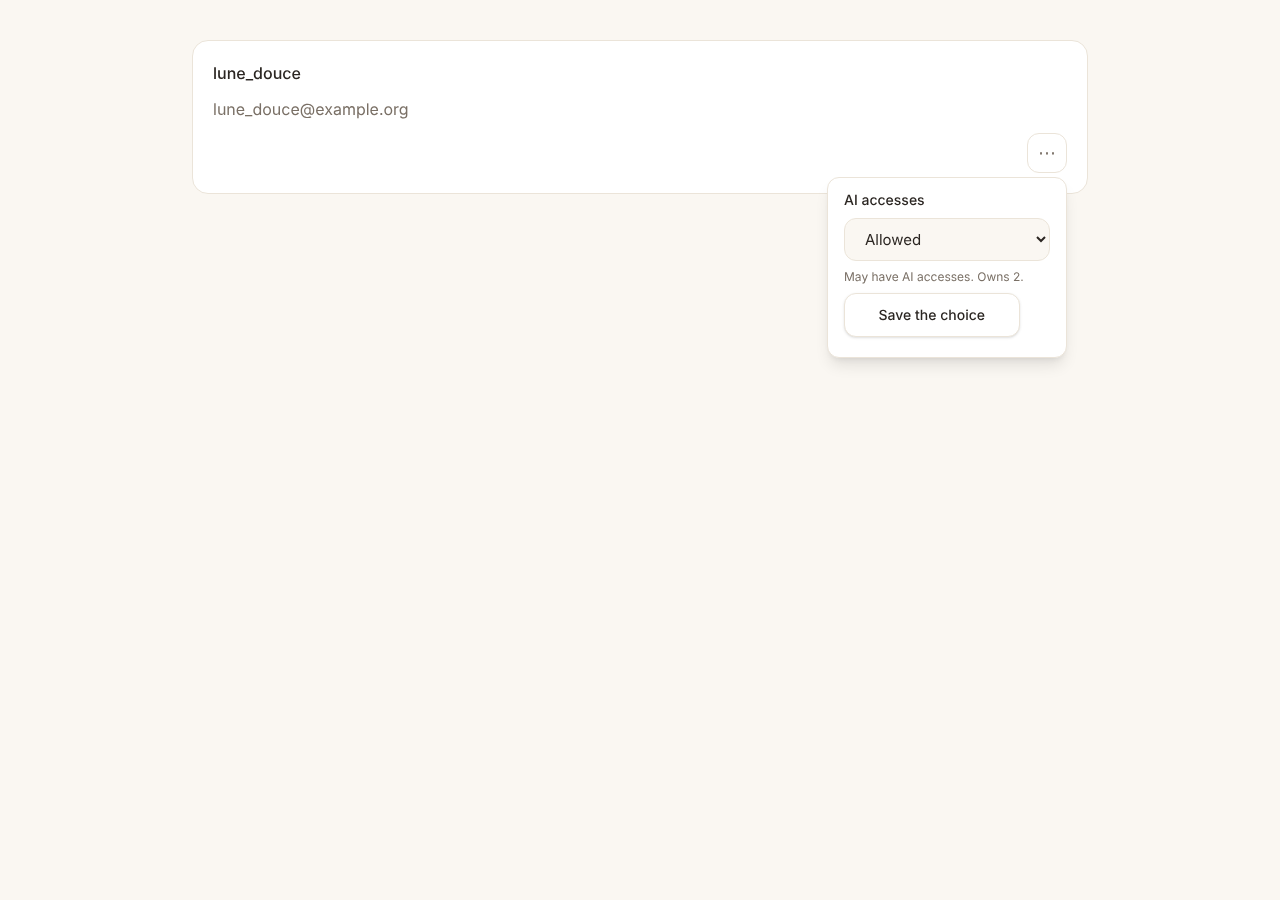 lune_douce
lune_douce@example.org
⋯
AI accesses
Allowed
May have AI accesses. Owns 2.
Save the choice